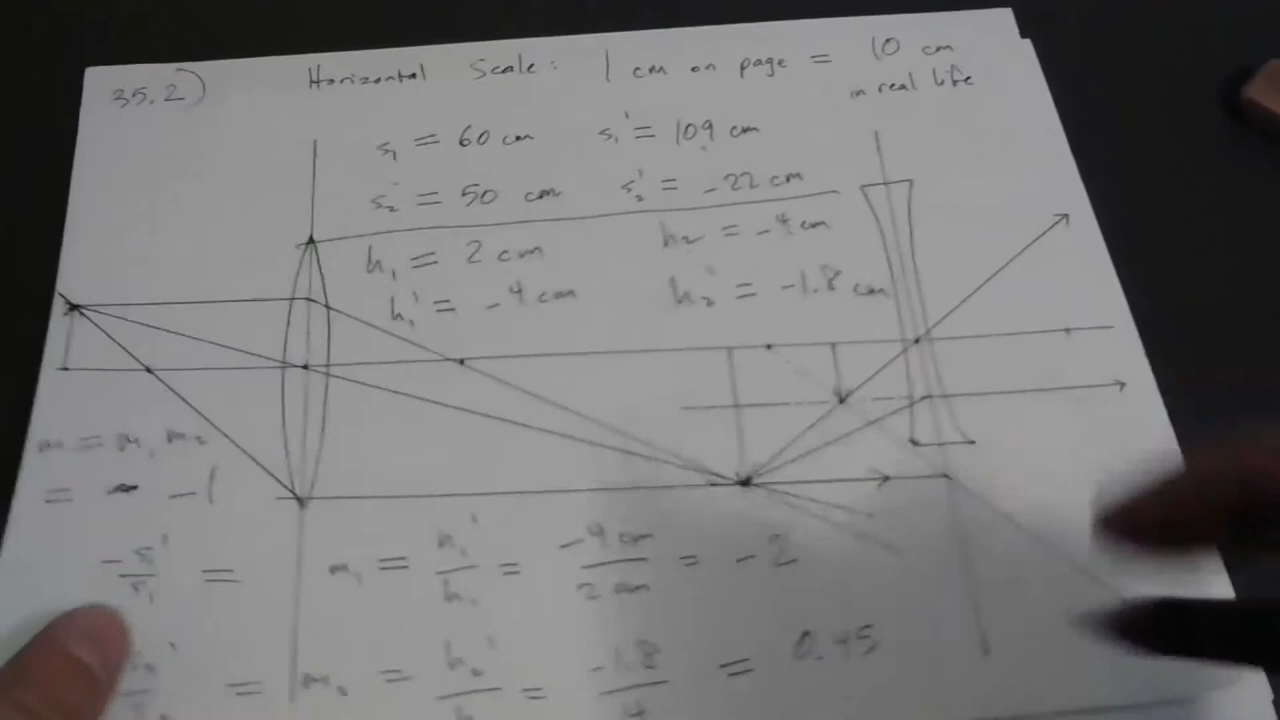 35.2) Horizontal Scale: 1 cm on page = 10 cm
in real life
s₁ = 60 cm s₁' = 109 cm
s₂ = 50 cm s₂' = -22 cm
h₁ = 2 cm h₂ = -4 cm
h₁' = -4 cm h₂' = -1.8 cm
m = m₁ m₂
= -1
-s₁'/s₁ = m₁ = h₁'/h₁ = -4 cm/2 cm = -2
= m₂ = h₂'/h = -1.8/4 = 0.45